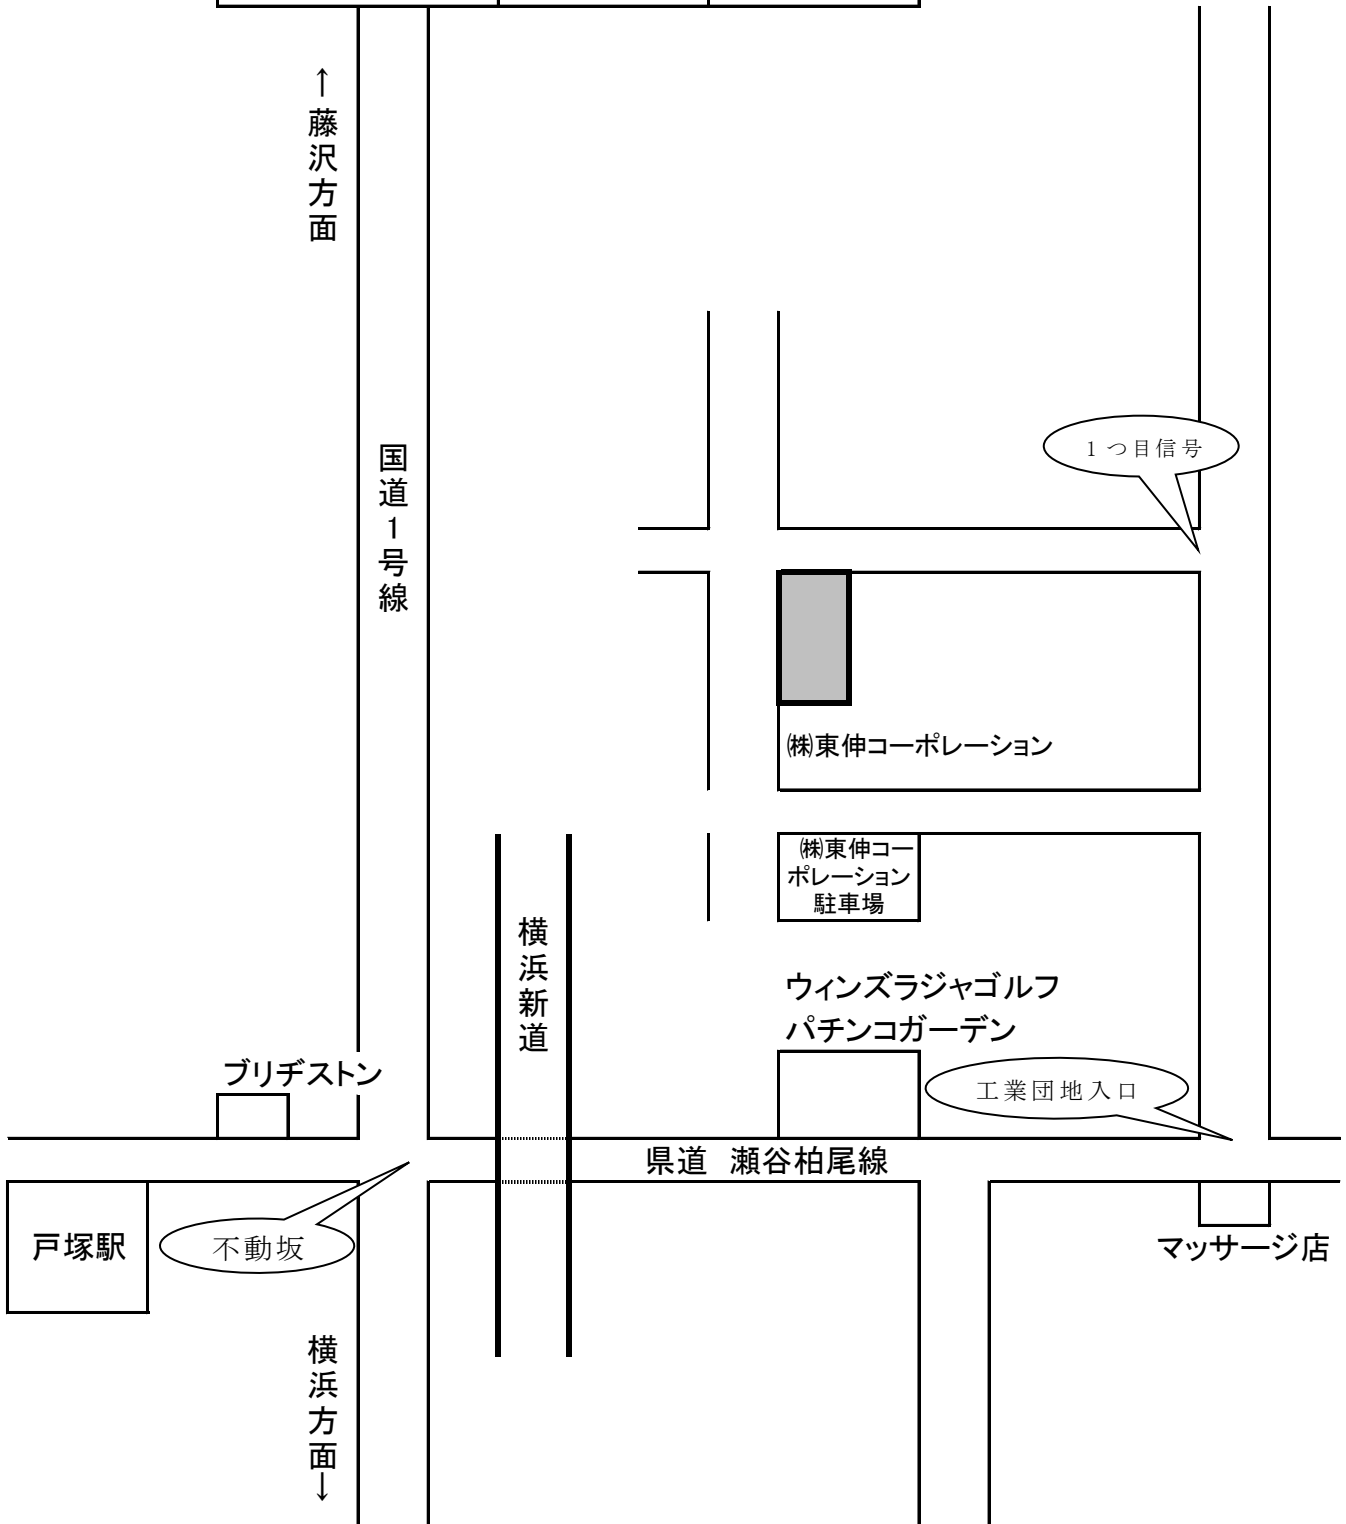 ↑藤沢方面
国道1号線
1つ目信号
㈱東伸コーポレーション
㈱東伸コー
ポレーション
駐車場
横浜新道
ウィンズラジャゴルフ
パチンコガーデン
ブリヂストン
工業団地入口
県道　瀬谷柏尾線
戸塚駅
不動坂
マッサージ店
横浜方面↓